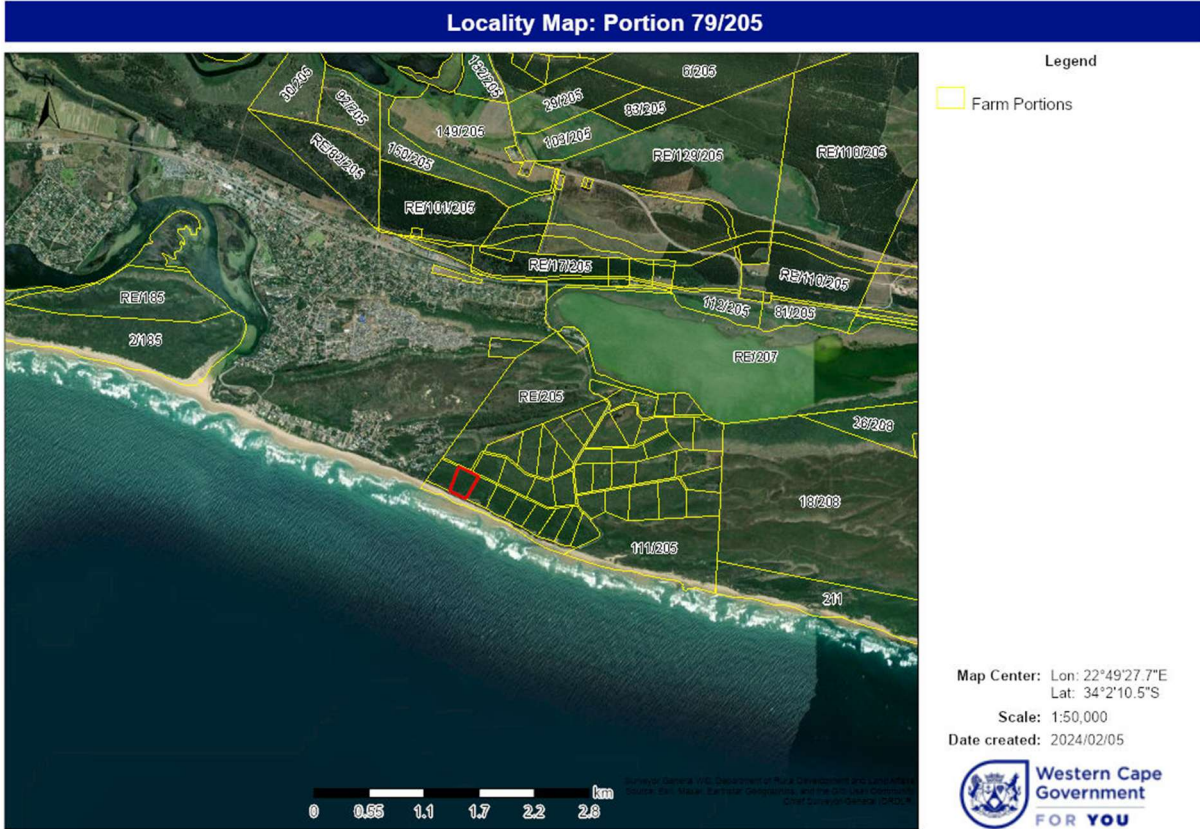 Locality Map: Portion 79/205
Legend
Farm Portions
N
30/205
92/205
132/205
6/205
29/205
83/205
149/205
103/205
RE/82/205
150/205
RE/129/205
RE/118/205
RE/101/205
RE/17/205
RE/110/205
RE/185
112/205
81/205
2/185
RE/207
RE/205
26/208
18/208
111/205
211
Map Center: Lon: 22°49'27.7"E
Lat: 34°2'10.5"S
Scale: 1:50,000
Date created: 2024/02/05
km
0 0.55 1.1 1.7 2.2 2.8
Western Cape
Government
FOR YOU